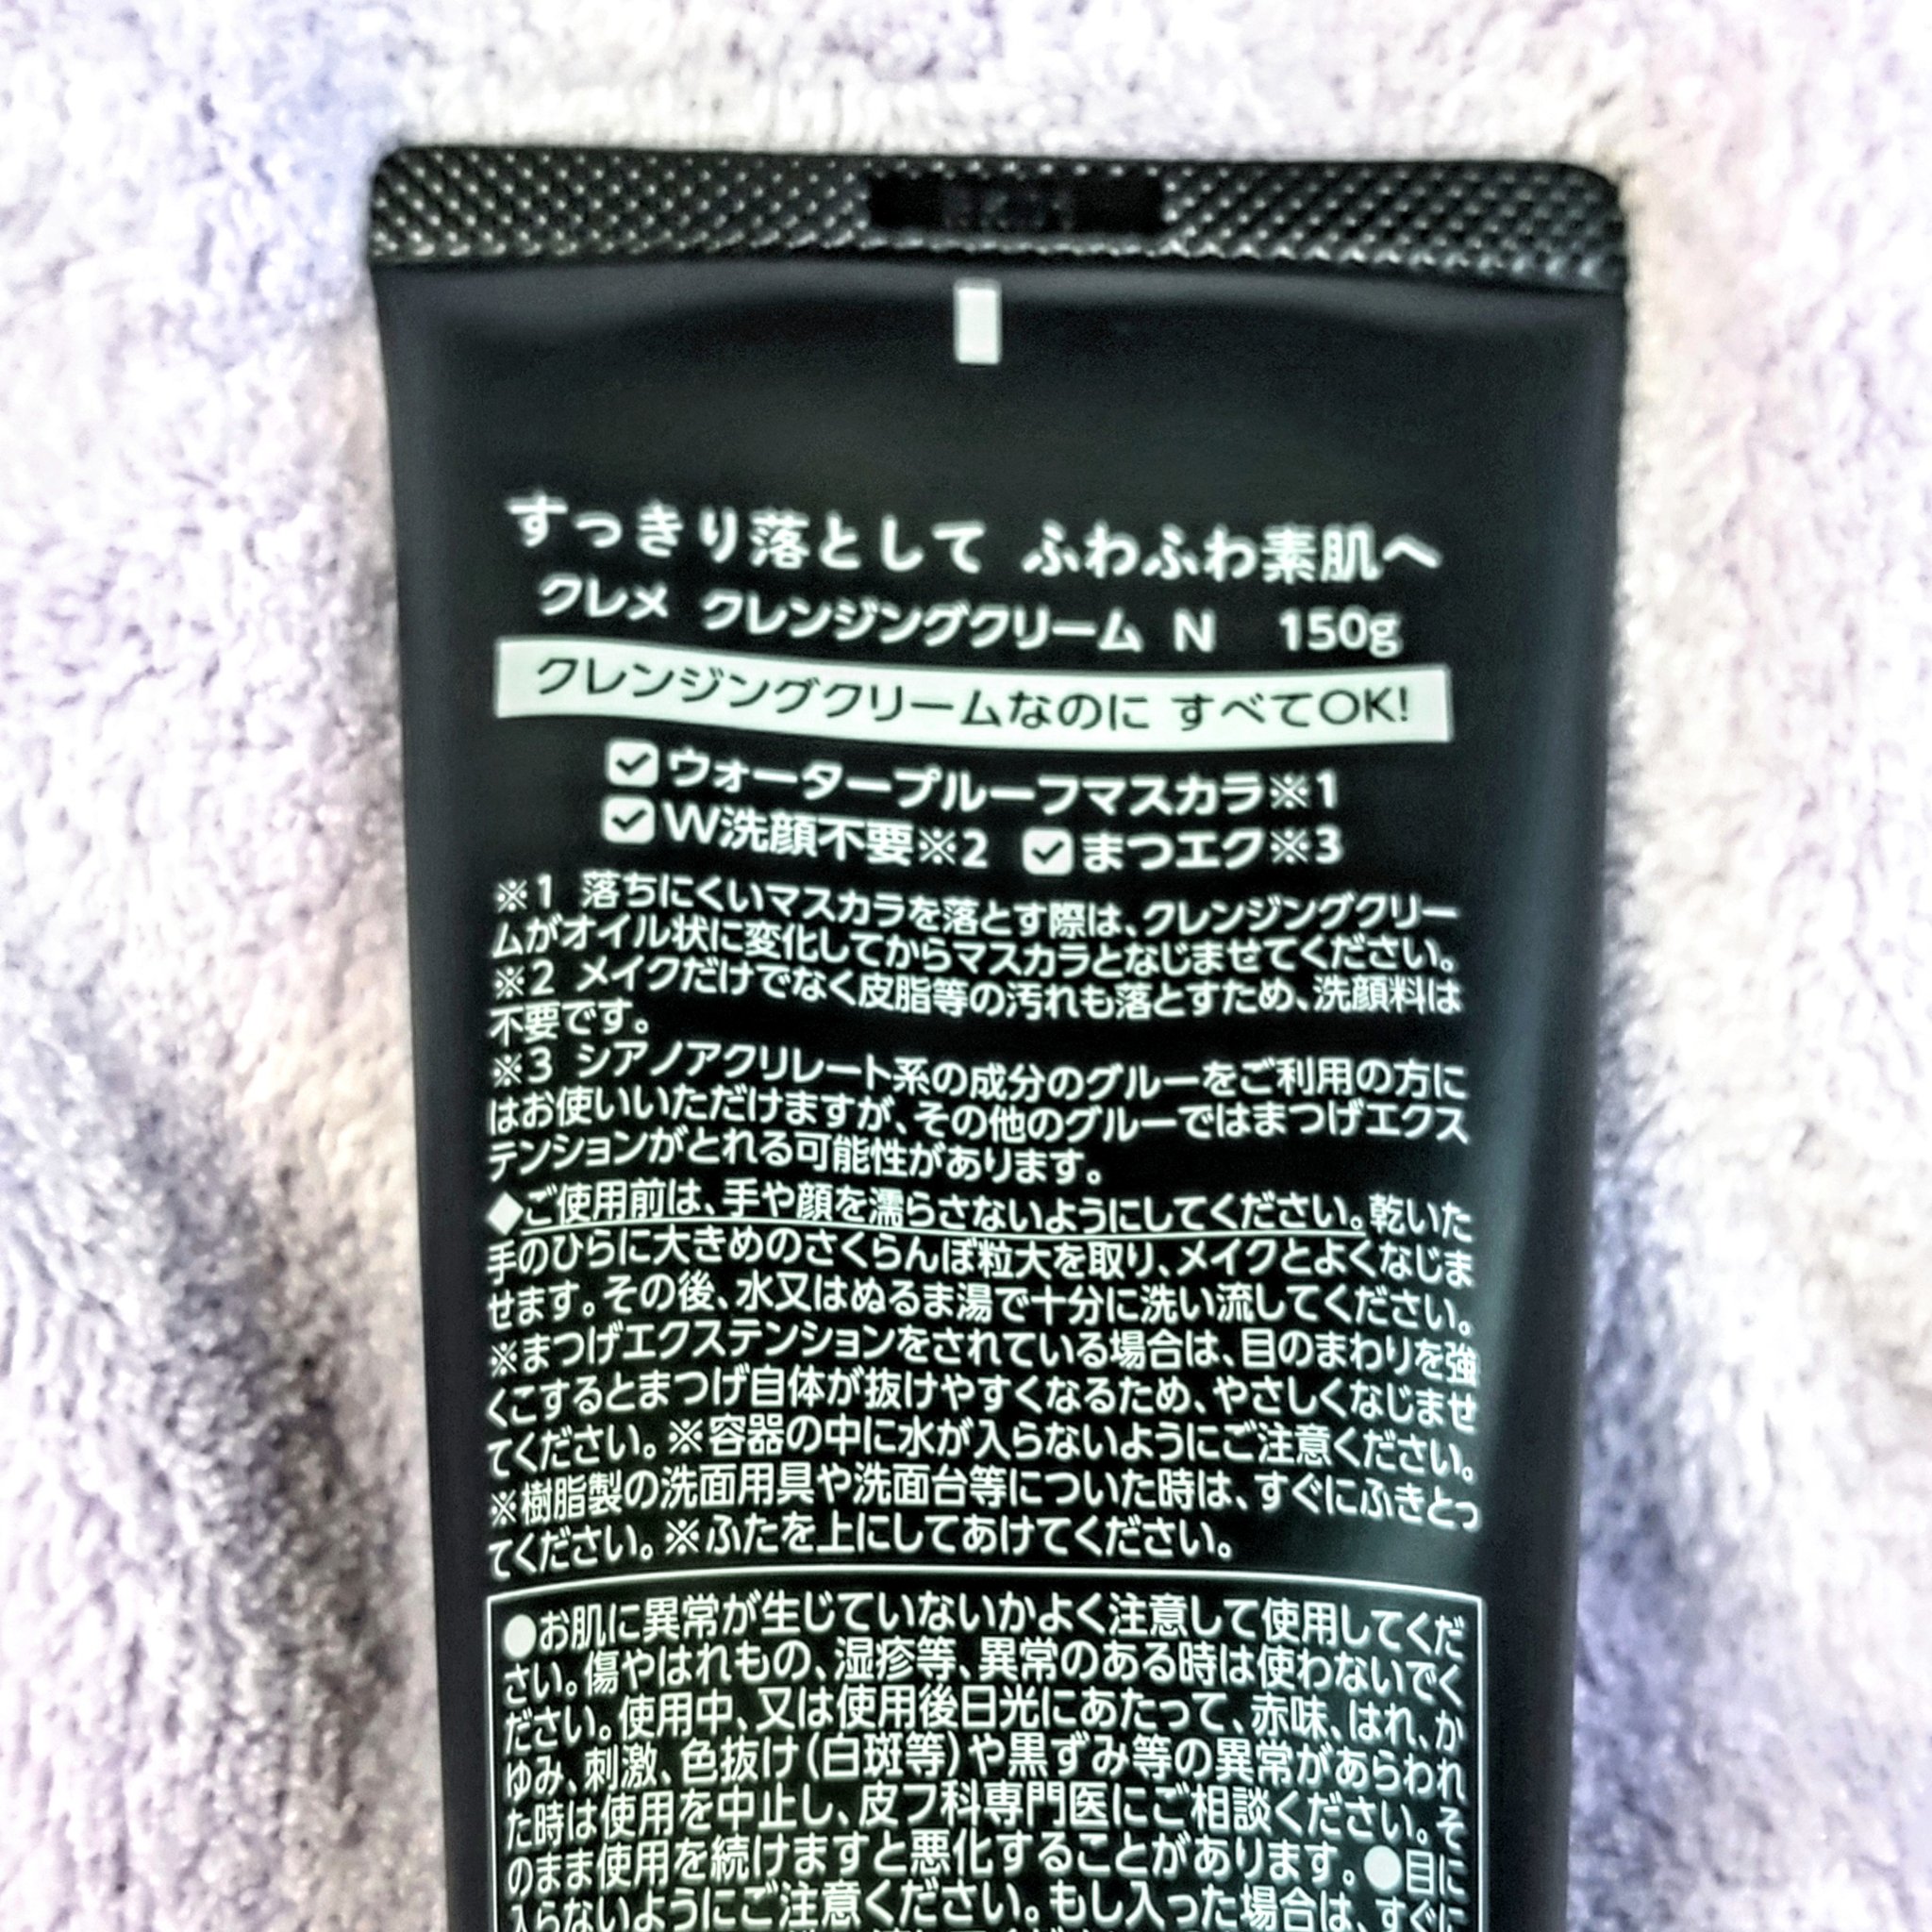 すっきり落として ふわふわ素肌へ
クレメ クレンジングクリーム N 150g
クレンジングクリームなのに すべてOK!
ウォータープルーフマスカラ※1
W洗顔不要※2 まつエク※3
※1 落ちにくいマスカラを落とす際は、クレンジングクリー
ムがオイル状に変化してからマスカラとなじませてください。
※2 メイクだけでなく皮脂等の汚れも落とすため、洗顔料は
不要です。
※3 シアノアクリレート系の成分のグルーをご利用の方に
はお使いいただけますが、その他のグルーではまつげエクス
テンションがとれる可能性があります。
◆ご使用前は、手や顔を濡らさないようにしてください。乾いた
手のひらに大きめのさくらんぼ粒大を取り、メイクとよくなじま
せます。その後、水又はぬるま湯で十分に洗い流してください。
※まつげエクステンションをされている場合は、目のまわりを強
くこするとまつげ自体が抜けやすくなるため、やさしくなじませ
てください。※容器の中に水が入らないようにご注意ください。
※樹脂製の洗面用具や洗面台等についた時は、すぐにふきとっ
てください。※ふたを上にしてあけてください。
●お肌に異常が生じていないかよく注意して使用してくだ
さい。傷やはれもの、湿疹等、異常のある時は使わないでく
ださい。使用中、又は使用後日光にあたって、赤味、はれ、か
ゆみ、刺激、色抜け(白斑等)や黒ずみ等の異常があらわれ
た時は使用を中止し、皮フ科専門医にご相談ください。そ
のまま使用を続けますと悪化することがあります。●目に
入らないようにご注意ください。もし入った場合は、すぐに